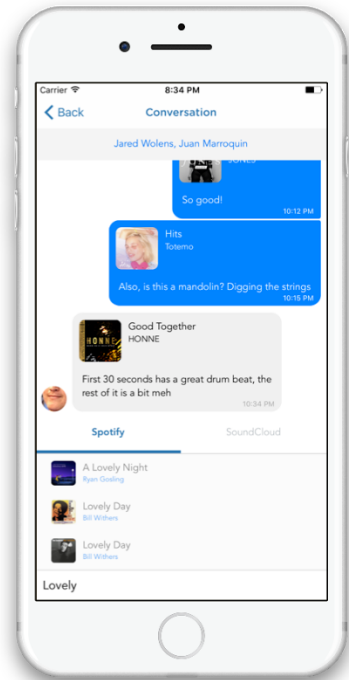 Carrier
8:34 PM
Back
Conversation
Jared Wolens, Juan Marroquin
JONES
So good!
10:12 PM
Hits
Totemo
Also, is this a mandolin? Digging the strings
10:15 PM
HONNE
Good Together
HONNE
First 30 seconds has a great drum beat, the
rest of it is a bit meh
10:34 PM
Spotify
SoundCloud
A Lovely Night
Ryan Gosling
Lovely Day
Bill Withers
Lovely Day
Bill Withers
Lovely